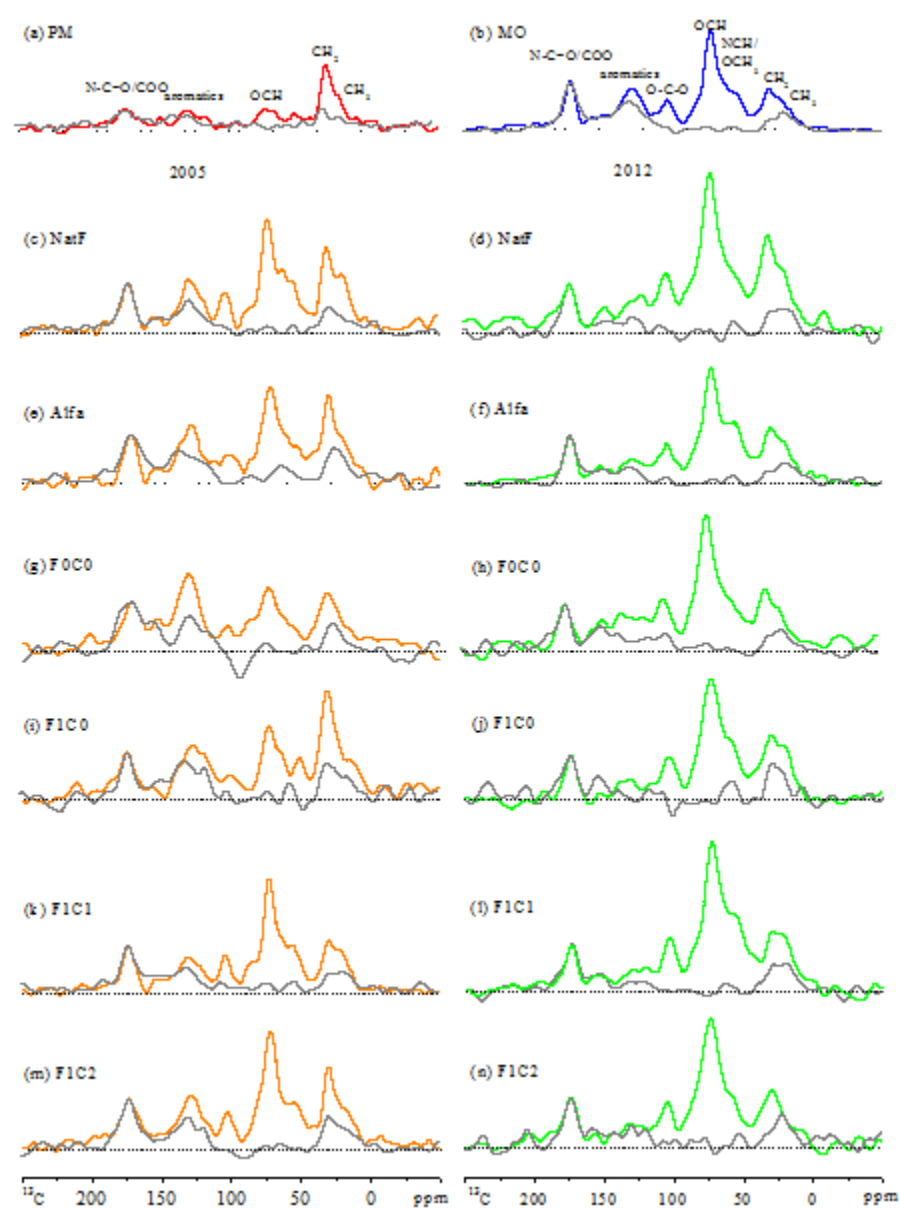 (a) PM
CH₂
N-C=O/COO
aromatics
OCH
CH₃
(b) MO
OCH
N-C=O/COO
NCH/
OCH₃
aromatics
O-C-O
CH₂
CH₃
2005
2012
(c) NatF
(d) NatF
(e) Alfa
(f) Alfa
(g) F0C0
(h) F0C0
(i) F1C0
(j) F1C0
(k) F1C1
(l) F1C1
(m) F1C2
(n) F1C2
¹³C 200 150 100 50 0 ppm
¹³C 200 150 100 50 0 ppm